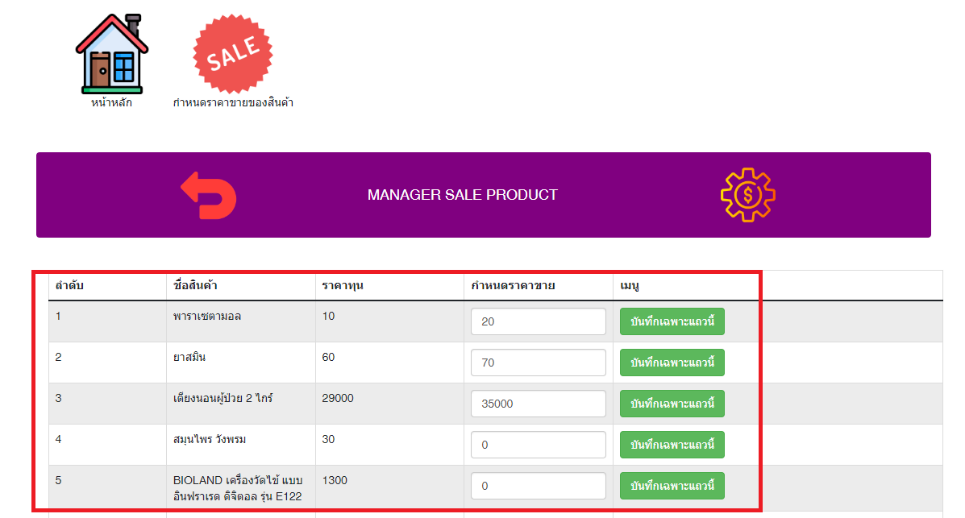 SALE
หน้าหลัก
กำหนดราคาขายของสินค้า
MANAGER SALE PRODUCT
$
ลำดับ ชื่อสินค้า ราคาทุน กำหนดราคาขาย เมนู
1 พาราเซตามอล 10 20 บันทึกเฉพาะแถวนี้
2 ยาสมิน 60 70 บันทึกเฉพาะแถวนี้
3 เตียงนอนผู้ป่วย 2 ไกร์ 29000 35000 บันทึกเฉพาะแถวนี้
4 สมุนไพร วังพรม 30 0 บันทึกเฉพาะแถวนี้
5 BIOLAND เครื่องวัดไข้ แบบ 1300 0 บันทึกเฉพาะแถวนี้
อินฟราเรด ดิจิตอล รุ่น E122